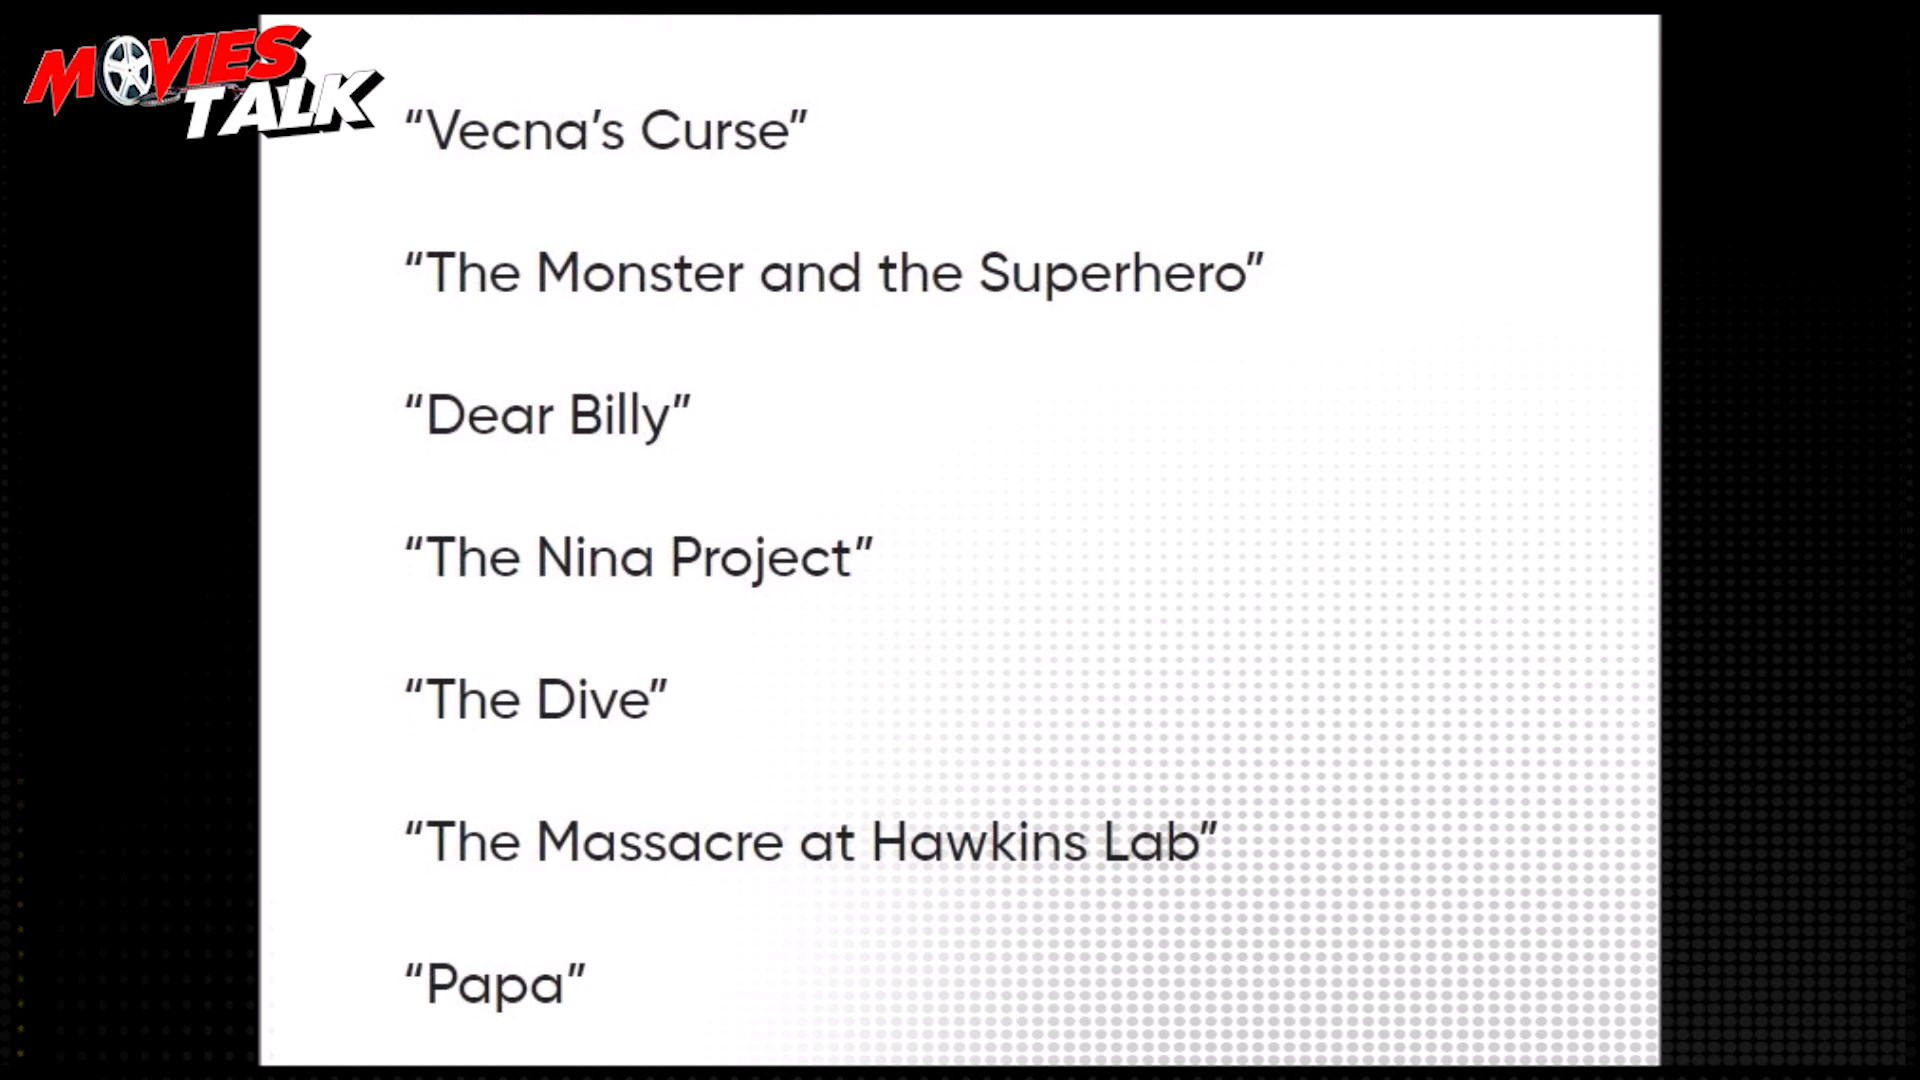 MOVIES
TALK
“Vecna’s Curse”
“The Monster and the Superhero”
“Dear Billy”
“The Nina Project”
“The Dive”
“The Massacre at Hawkins Lab”
“Papa”